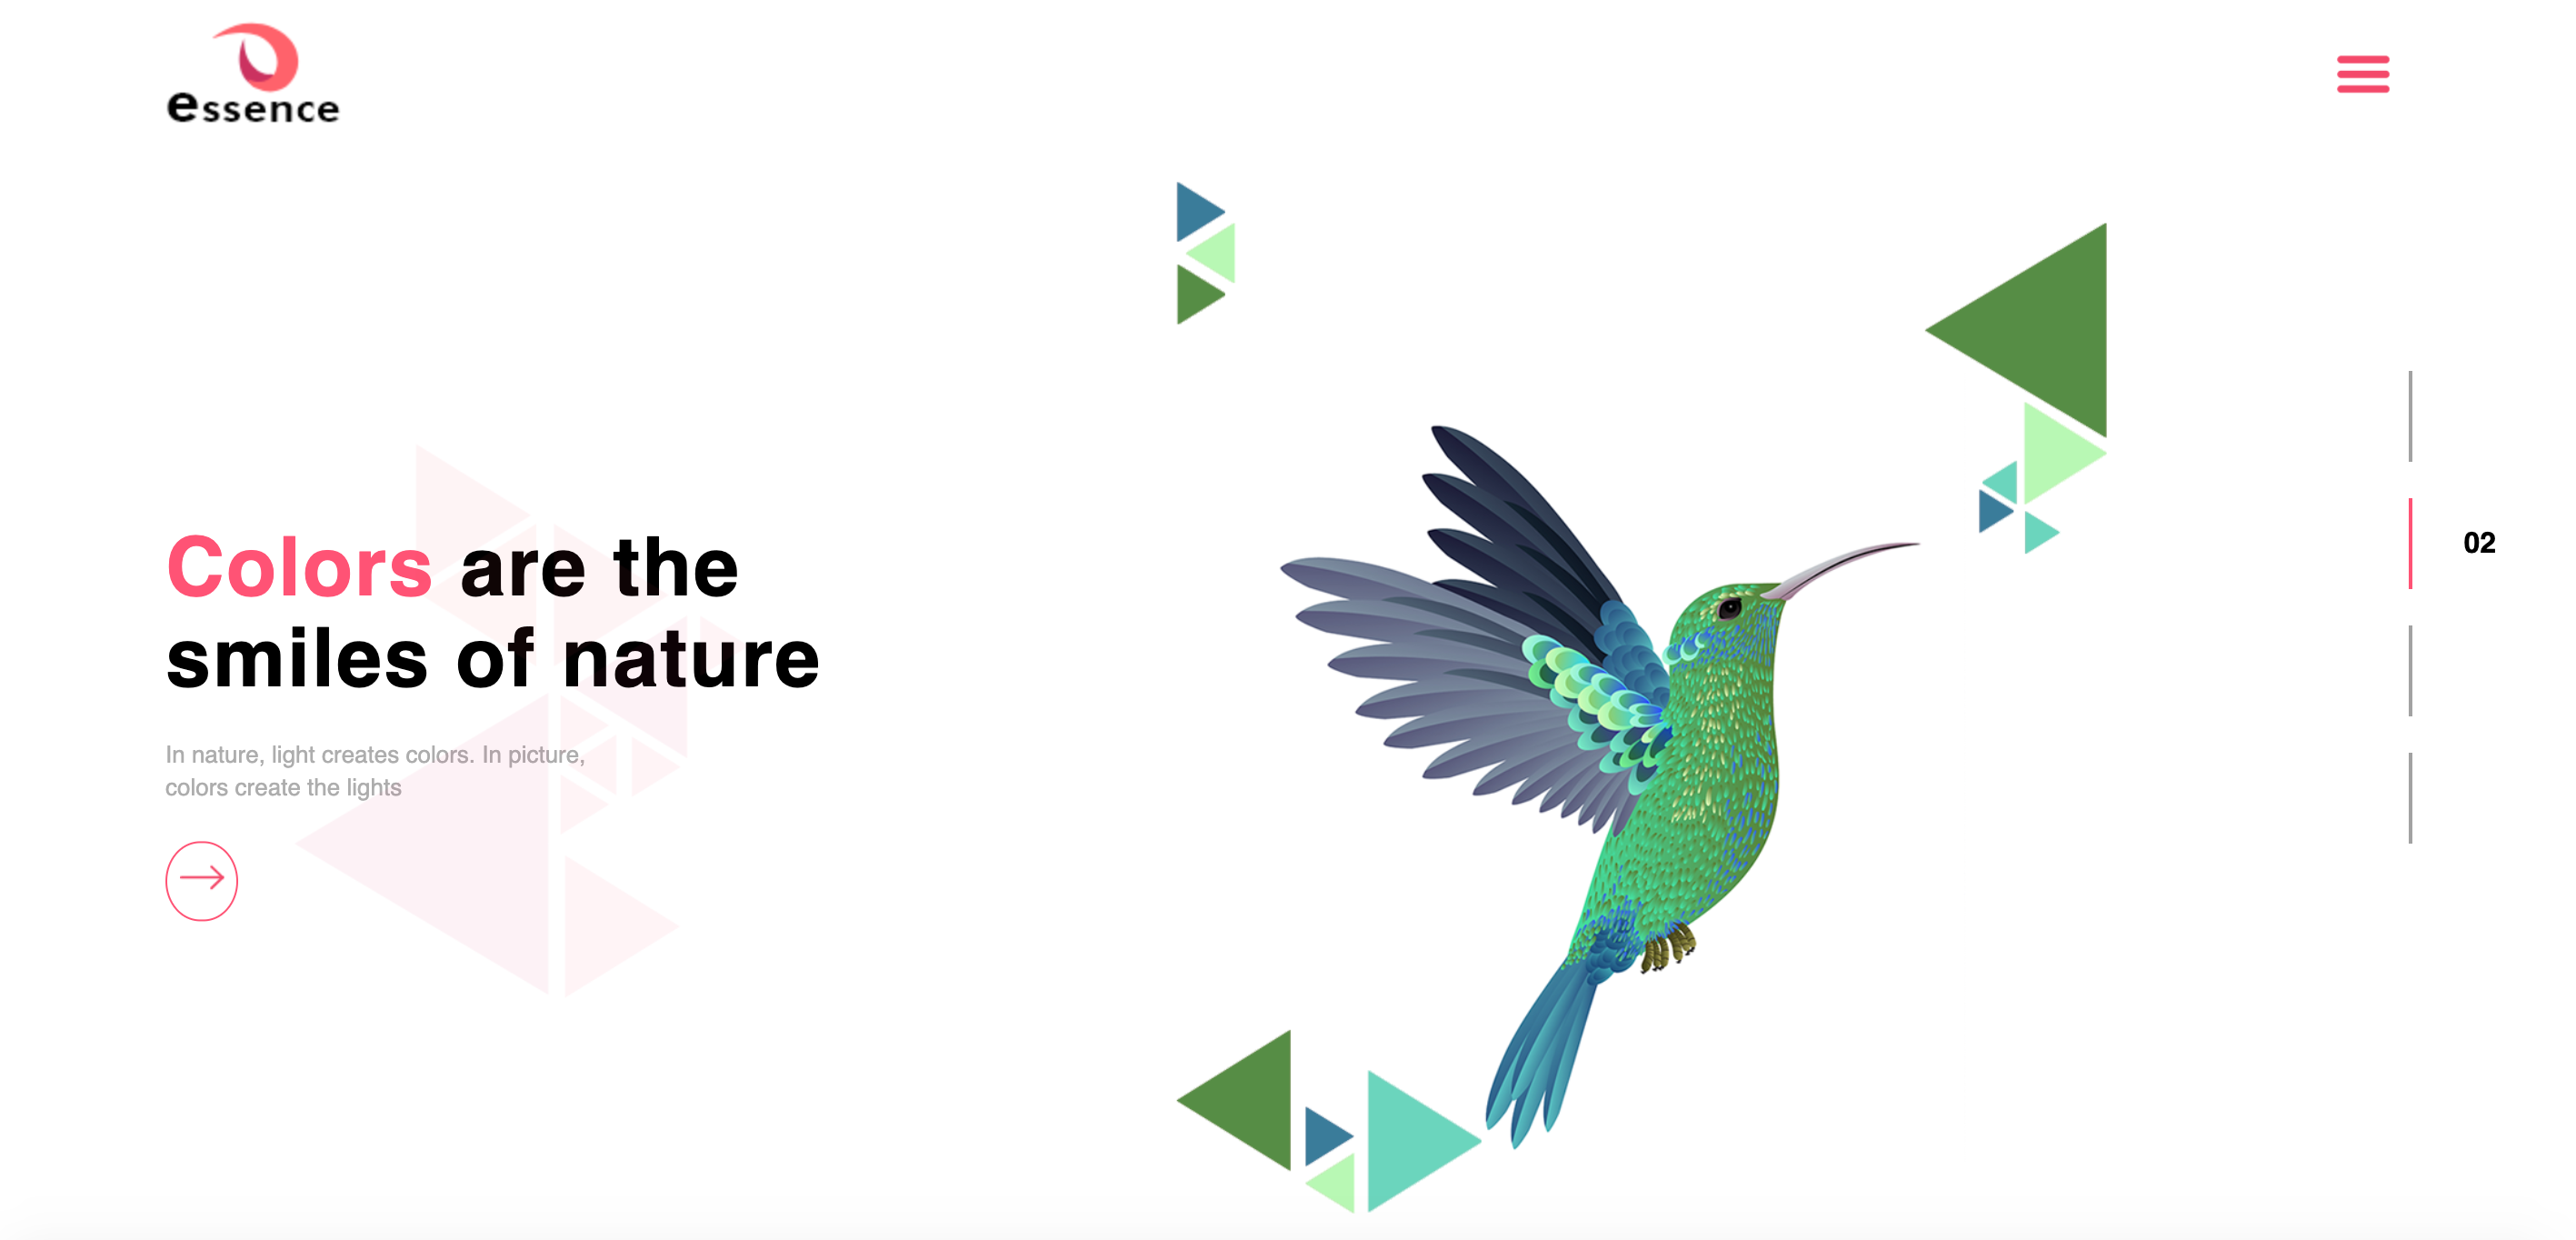 essence
Colors are the
smiles of nature
In nature, light creates colors. In picture,
colors create the lights
02